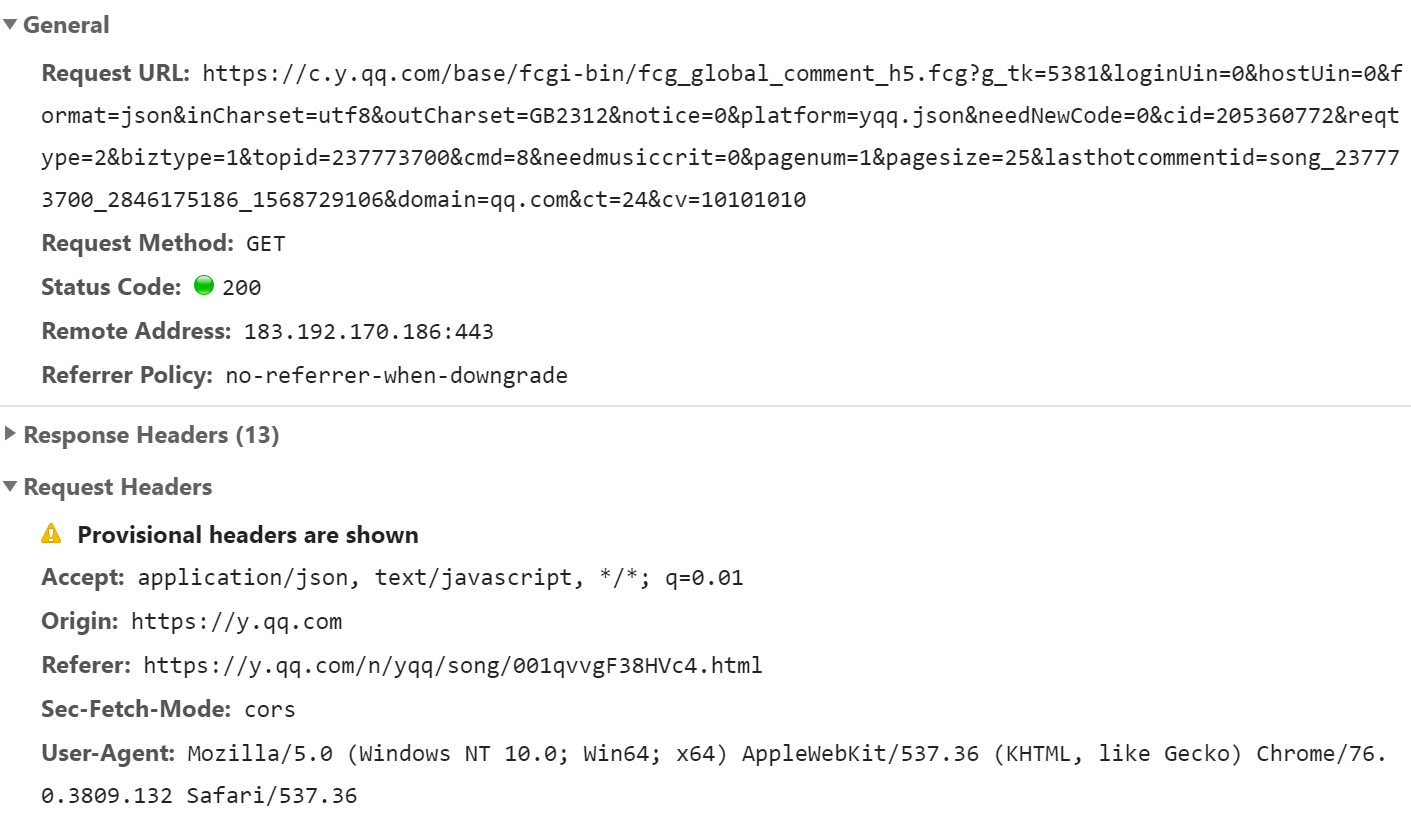 General
Request URL: https://c.y.qq.com/base/fcgi-bin/fcg_global_comment_h5.fcg?g_tk=5381&loginUin=0&hostUin=0&f
ormat=json&inCharset=utf8&outCharset=GB2312&notice=0&platform=yqq.json&needNewCode=0&cid=205360772&reqt
ype=2&biztype=1&topid=237773700&cmd=8&needmusiccrit=0&pagenum=1&pagesize=25&lasthotcommentid=song_23777
3700_2846175186_1568729106&domain=qq.com&ct=24&cv=10101010
Request Method: GET
Status Code: 200
Remote Address: 183.192.170.186:443
Referrer Policy: no-referrer-when-downgrade
Response Headers (13)
Request Headers
Provisional headers are shown
Accept: application/json, text/javascript, */*; q=0.01
Origin: https://y.qq.com
Referer: https://y.qq.com/n/yqq/song/001qvvgF38HVc4.html
Sec-Fetch-Mode: cors
User-Agent: Mozilla/5.0 (Windows NT 10.0; Win64; x64) AppleWebKit/537.36 (KHTML, like Gecko) Chrome/76.
0.3809.132 Safari/537.36